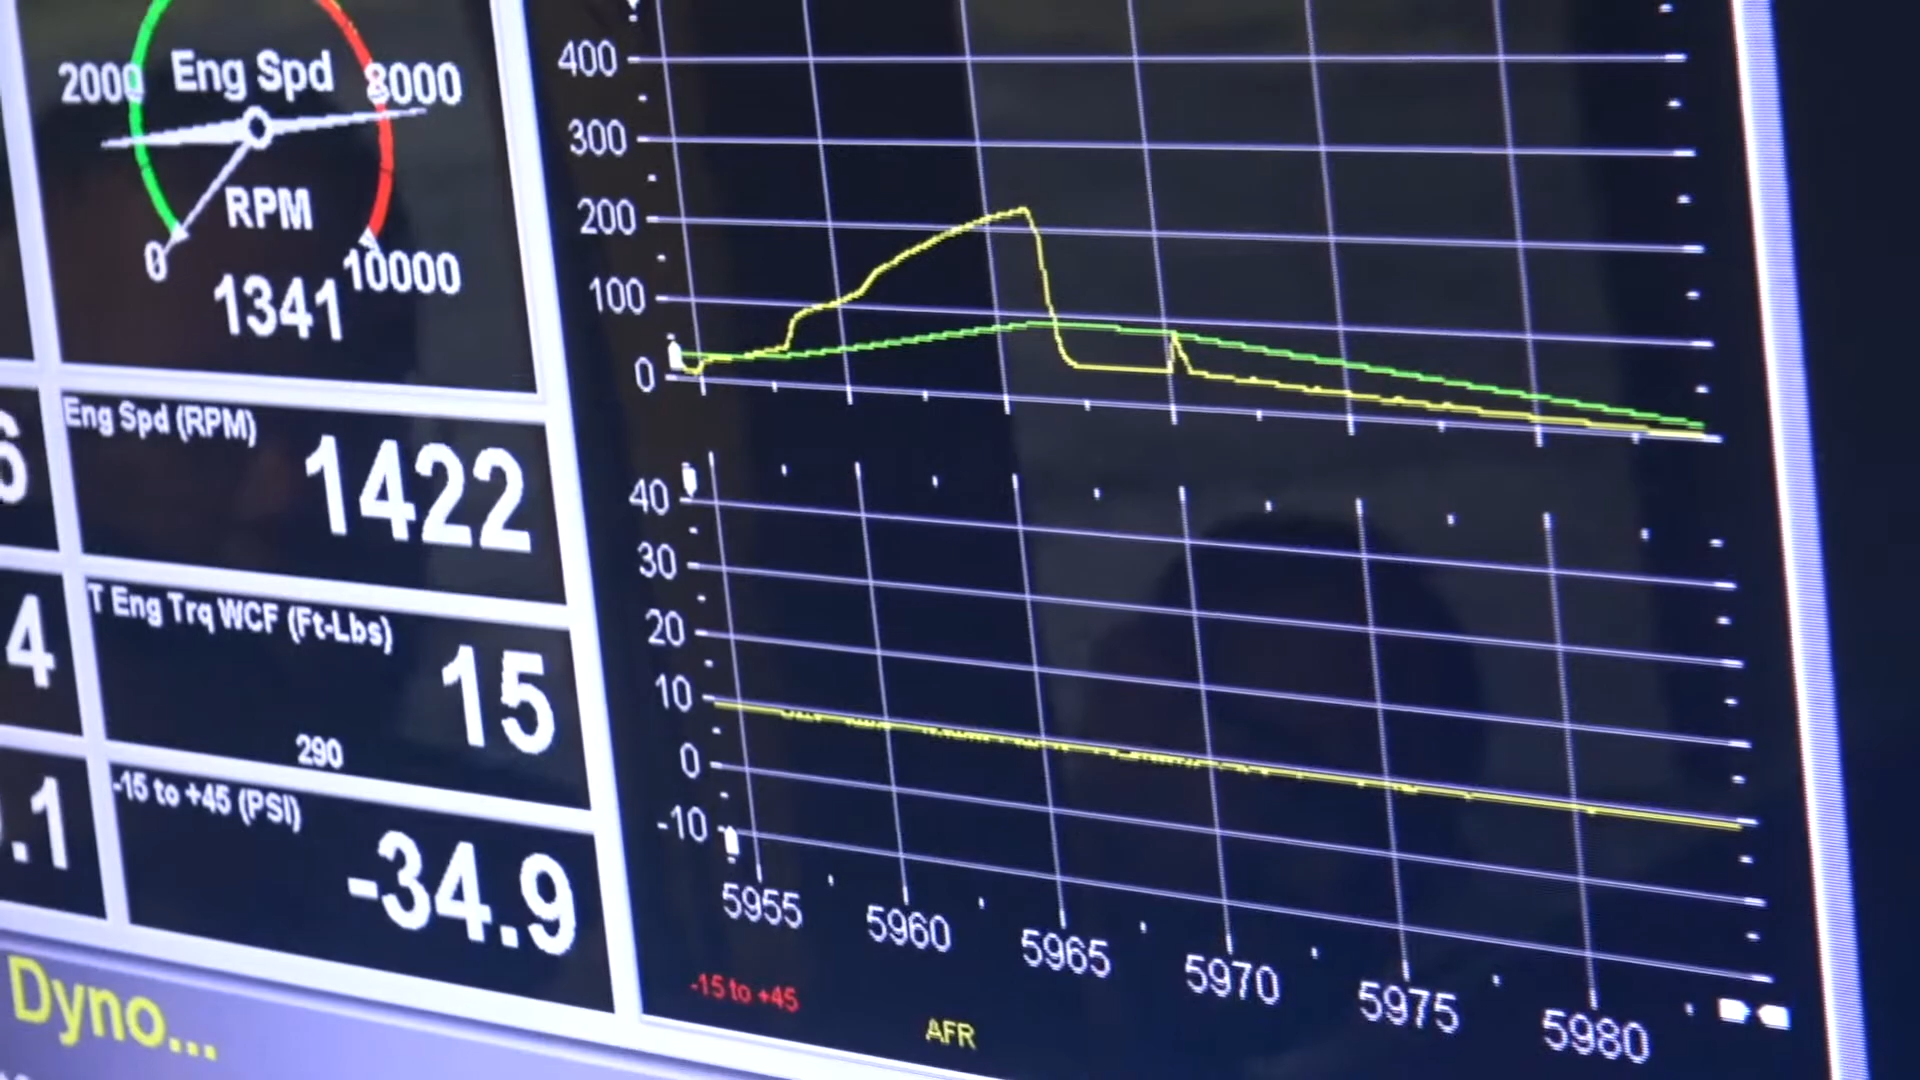 2000 Eng Spd 8000
RPM
0 10000
1341
Eng Spd (RPM)
1422
T Eng Trq WCF (Ft-Lbs)
4
15
290
-15 to +45 (PSI)
.1
-34.9
Dyno...
400
300
200
100
0
40
30
20
10
0
-10
5955 5960 5965 5970 5975 5980
-15 to +45
AFR